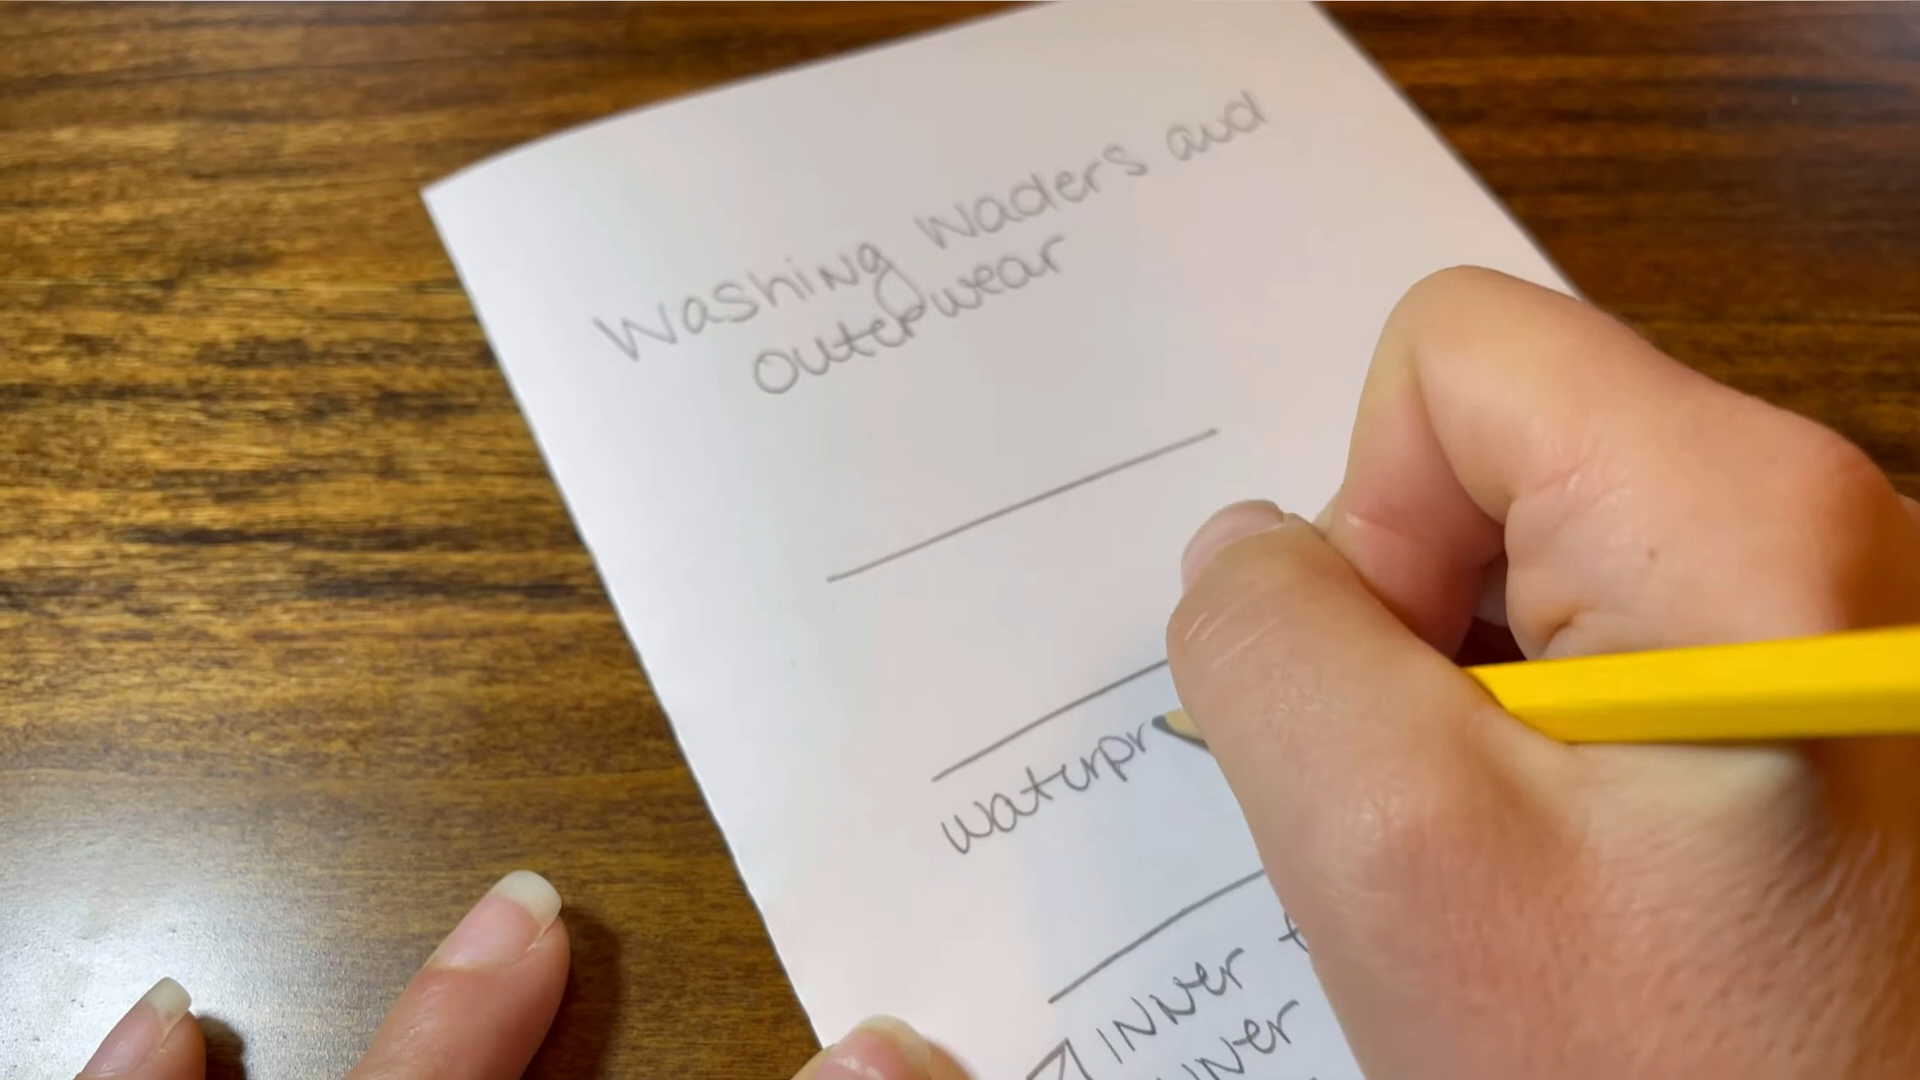 Washing waders and
outerwear
waterpr
INNer